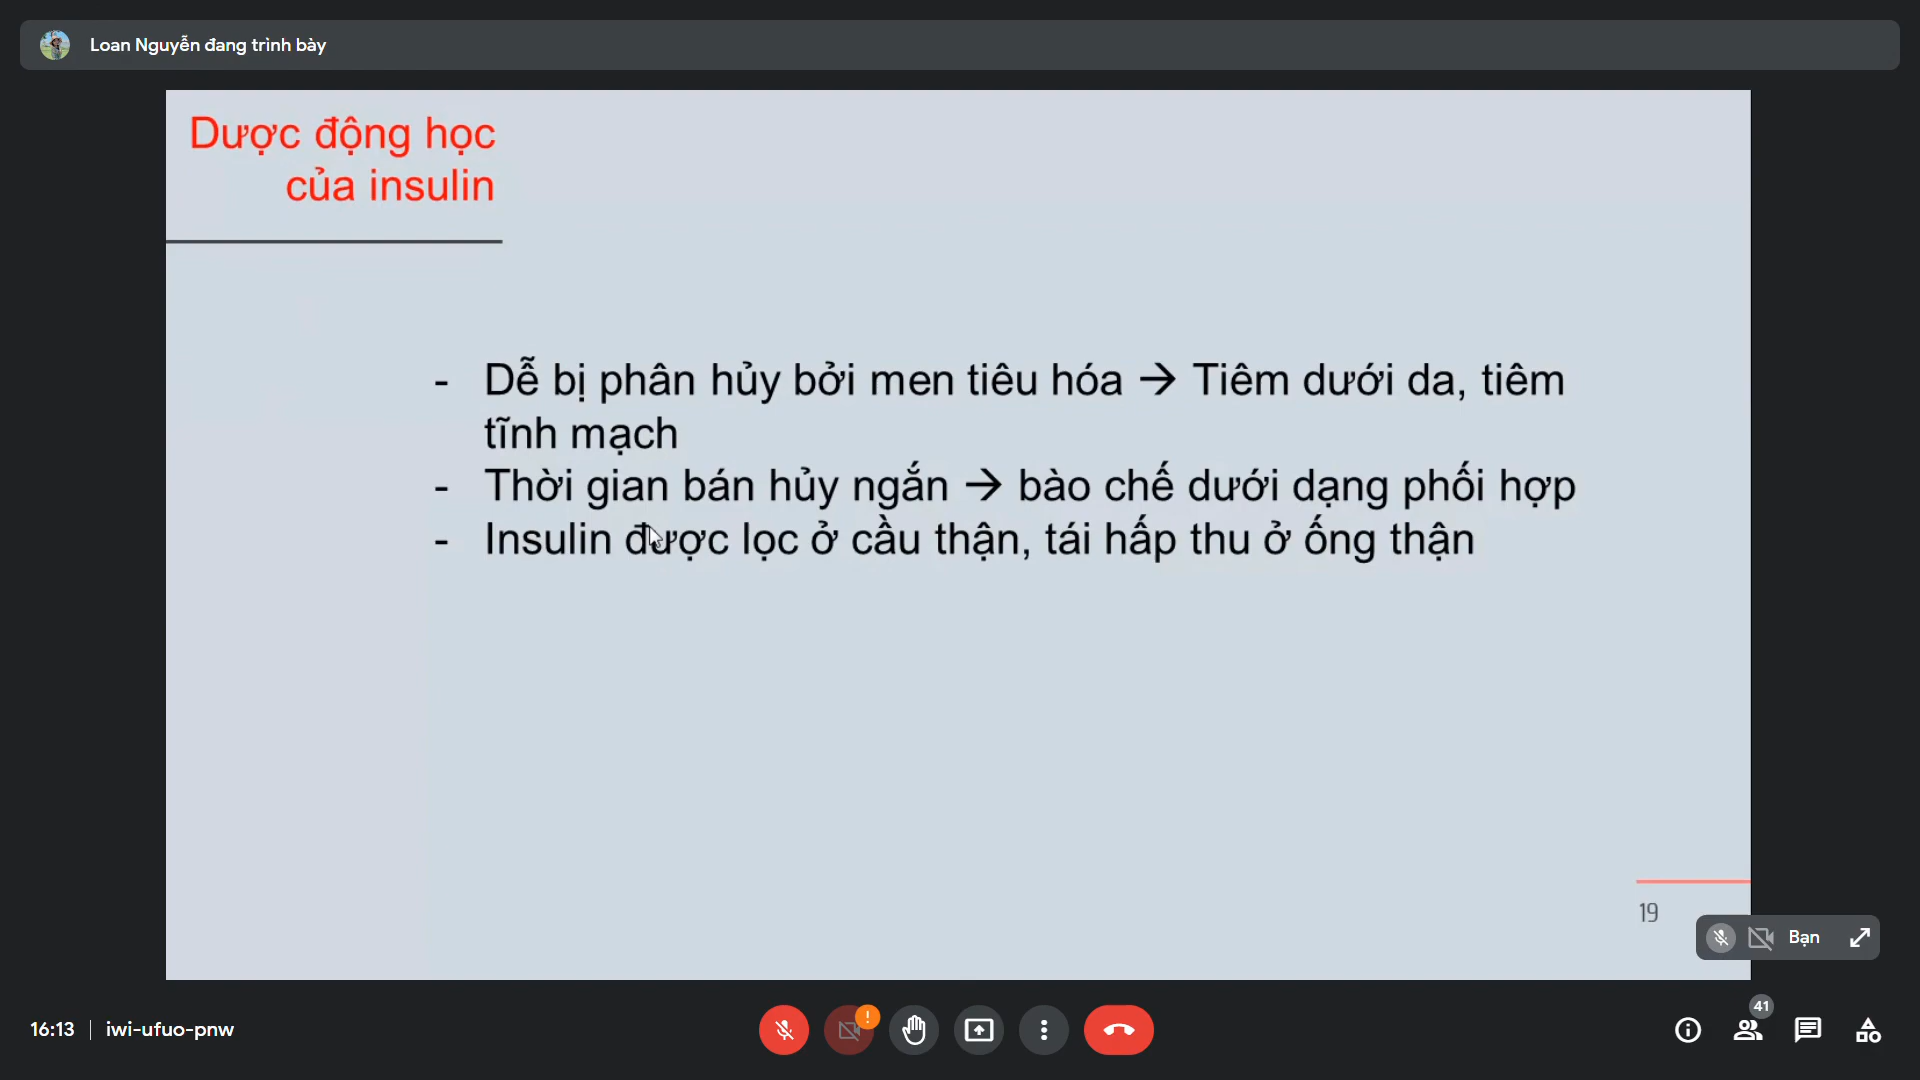 Loan Nguyễn đang trình bày
Dược động học
của insulin
- Dễ bị phân hủy bởi men tiêu hóa → Tiêm dưới da, tiêm
tĩnh mạch
- Thời gian bán hủy ngắn → bào chế dưới dạng phối hợp
- Insulin được lọc ở cầu thận, tái hấp thu ở ống thận
19
Bạn
41
16:13 | iwi-ufuo-pnw